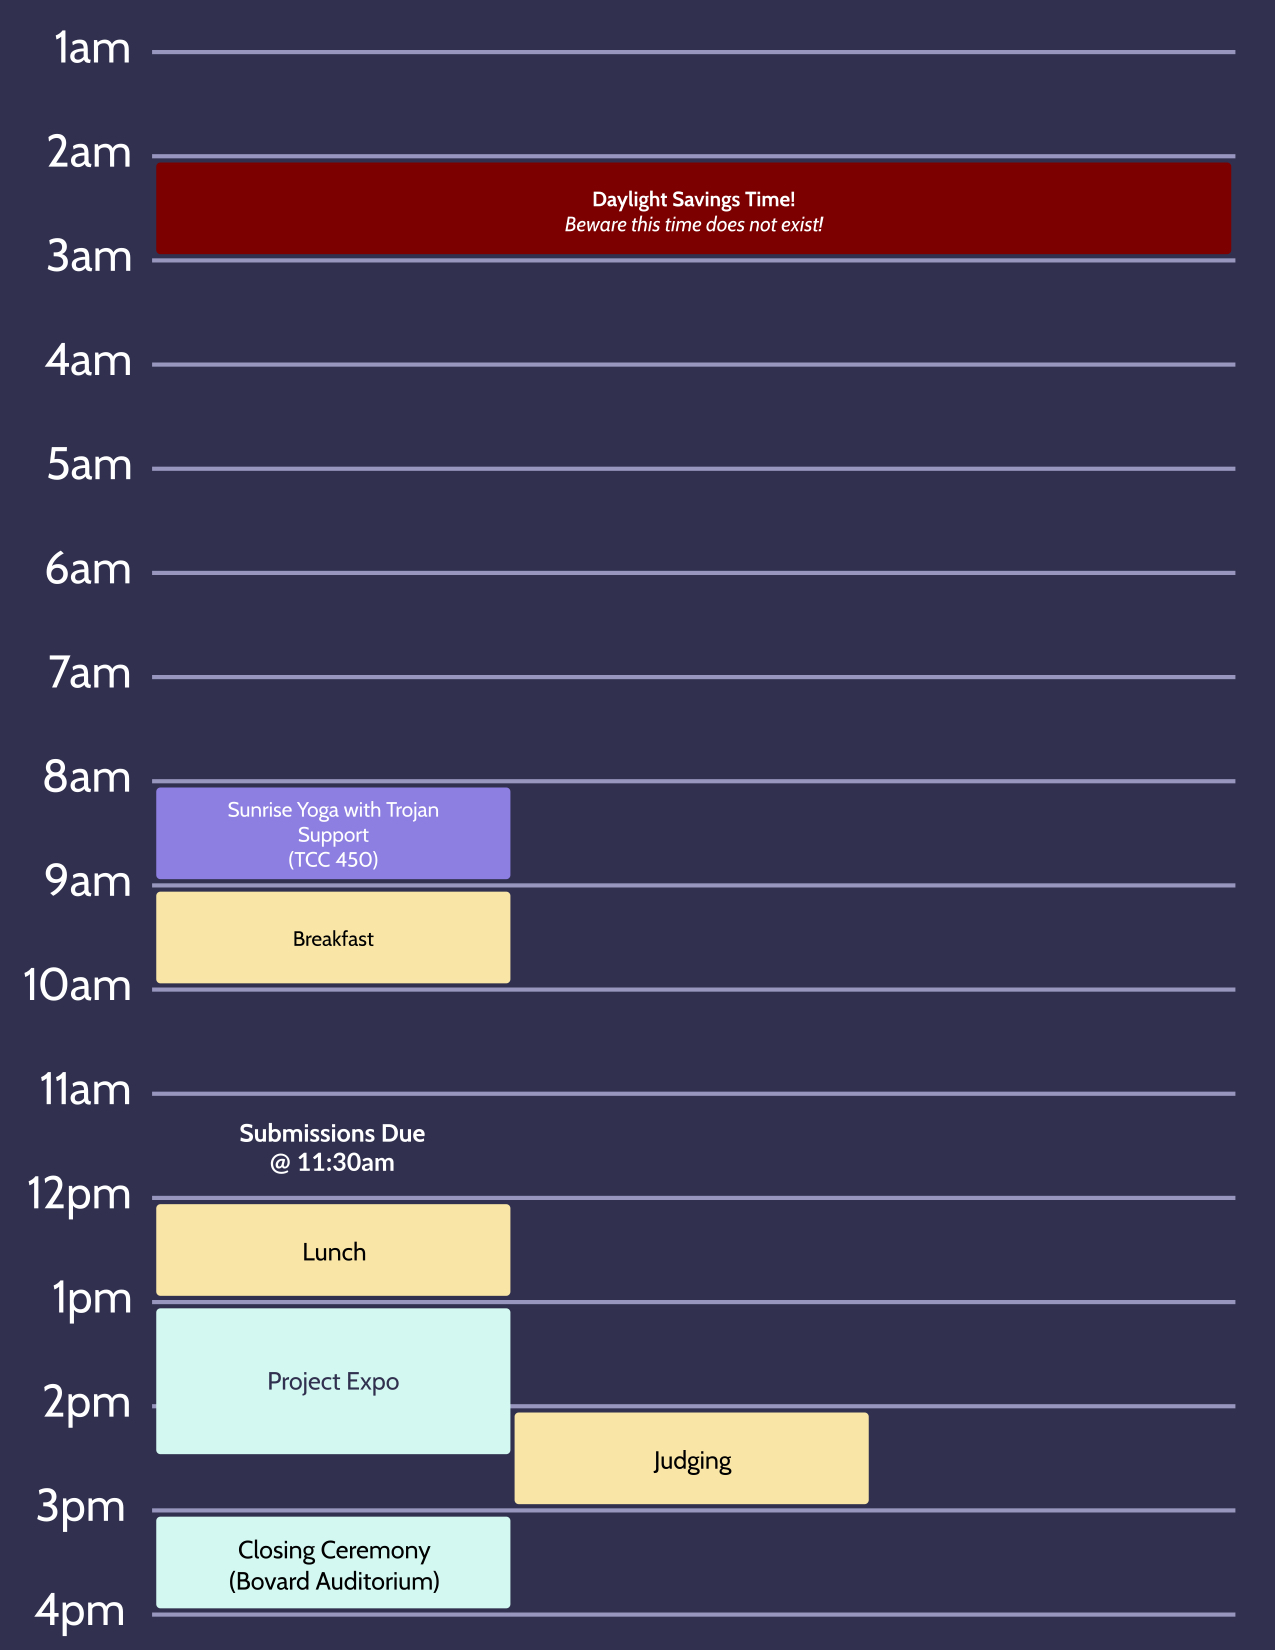 1am
2am
Daylight Savings Time!
Beware this time does not exist!
3am
4am
5am
6am
7am
8am
Sunrise Yoga with Trojan
Support
(TCC 450)
9am
Breakfast
10am
11am
Submissions Due
@ 11:30am
12pm
Lunch
1pm
Project Expo
2pm
Judging
3pm
Closing Ceremony
(Bovard Auditorium)
4pm